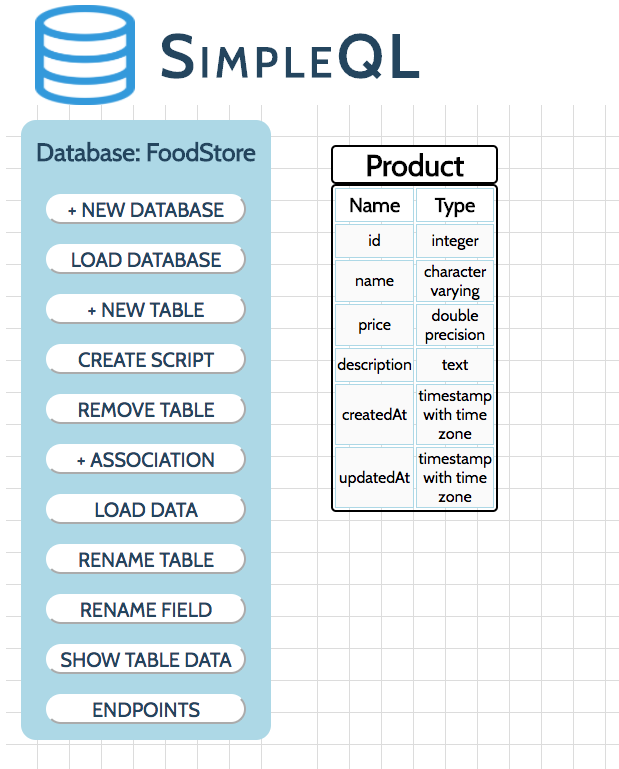 SimpleQL
Database: FoodStore
+ NEW DATABASE
LOAD DATABASE
+ NEW TABLE
CREATE SCRIPT
REMOVE TABLE
+ ASSOCIATION
LOAD DATA
RENAME TABLE
RENAME FIELD
SHOW TABLE DATA
ENDPOINTS
Product
Name Type
id integer
name character
varying
price double
precision
description text
createdAt timestamp
with time
zone
updatedAt timestamp
with time
zone